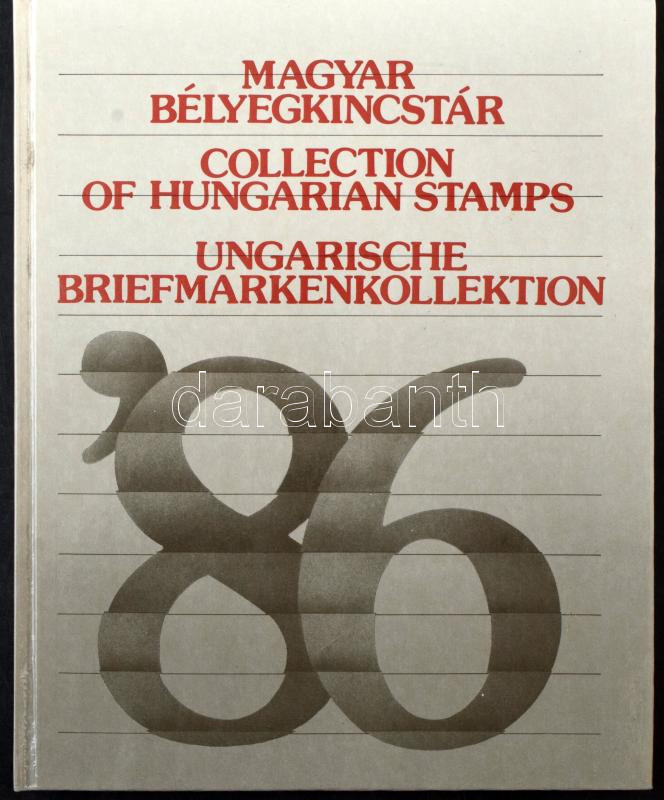 MAGYAR
BÉLYEGKINCSTÁR
COLLECTION
OF HUNGARIAN STAMPS
UNGARISCHE
BRIEFMARKENKOLLEKTION
'86
darabanth